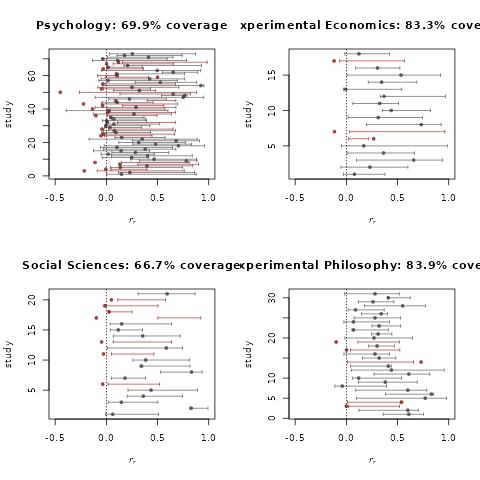 Psychology: 69.9% coverage
xperimental Economics: 83.3% cove
study
0 20 40 60
-0.5 0.0 0.5 1.0
r_r
study
5 10 15
-0.5 0.0 0.5 1.0
r_r
Social Sciences: 66.7% coverage
xperimental Philosophy: 83.9% cove
study
5 10 15 20
-0.5 0.0 0.5 1.0
r_r
study
0 5 10 20 30
-0.5 0.0 0.5 1.0
r_r